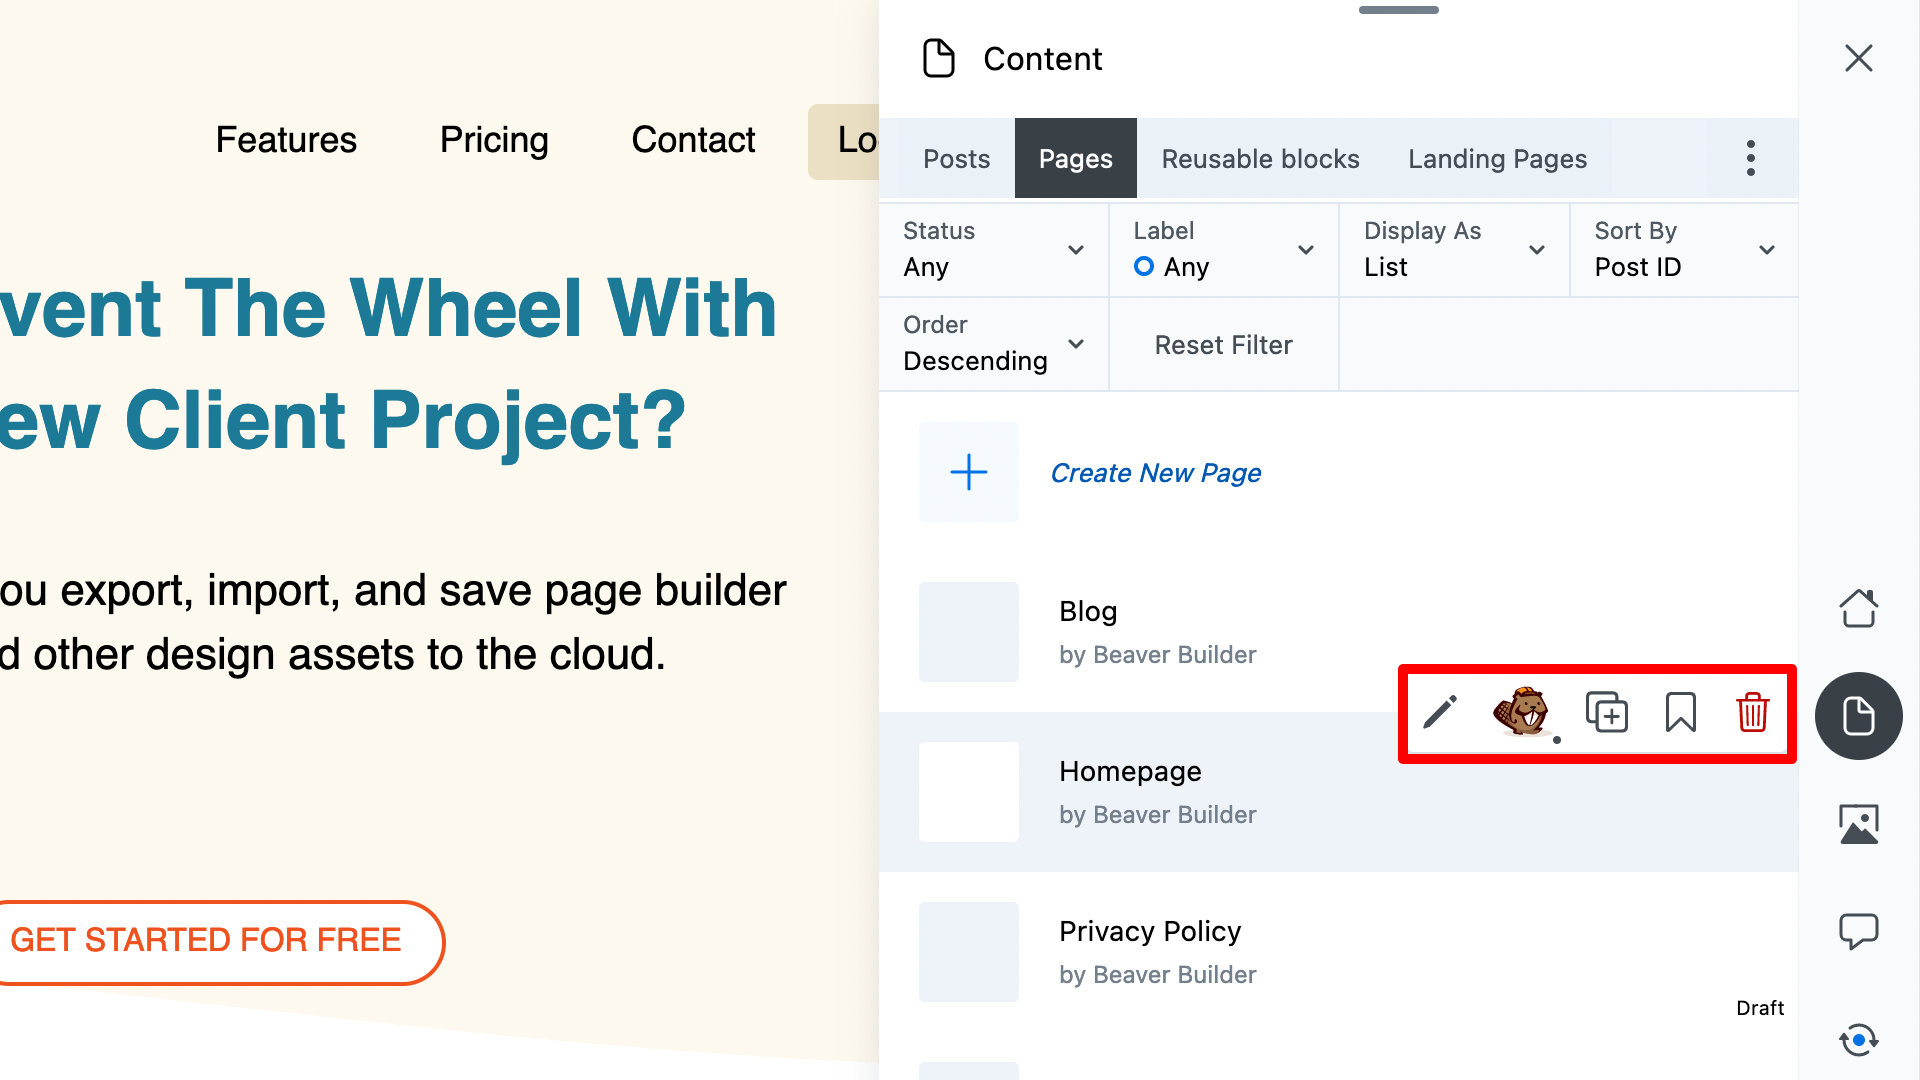 Features Pricing Contact Lo
vent The Wheel With
ew Client Project?
ou export, import, and save page builder
d other design assets to the cloud.
GET STARTED FOR FREE
Content
Posts Pages Reusable blocks Landing Pages
Status
Any
Label
Any
Display As
List
Sort By
Post ID
Order
Descending
Reset Filter
Create New Page
Blog
by Beaver Builder
Homepage
by Beaver Builder
Privacy Policy
by Beaver Builder
Draft